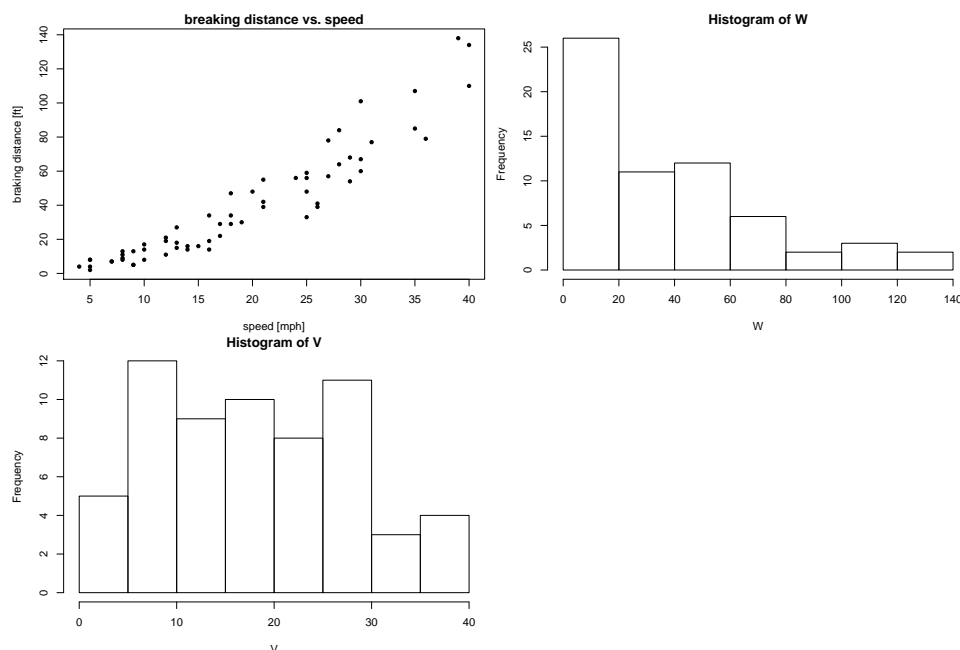 breaking distance vs. speed
braking distance [ft]
0 20 40 60 80 100 120 140
5 10 15 20 25 30 35 40
speed [mph]
Histogram of W
Frequency
0 5 10 15 20 25
0 20 40 60 80 100 120 140
W
Histogram of V
Frequency
0 2 4 6 8 10 12
0 10 20 30 40
V